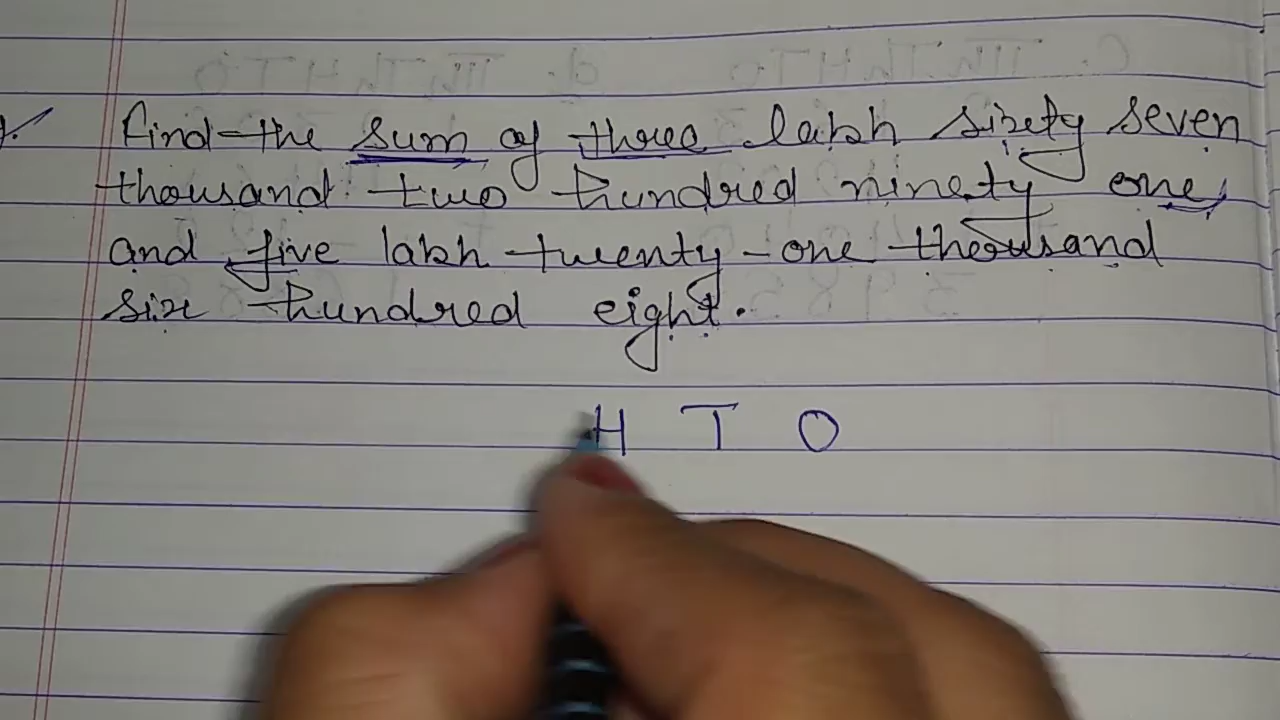 Find the sum of three lakh sixty seven
thousand two hundred ninety one,
and five lakh twenty-one thousand
six hundred eight.
H T O